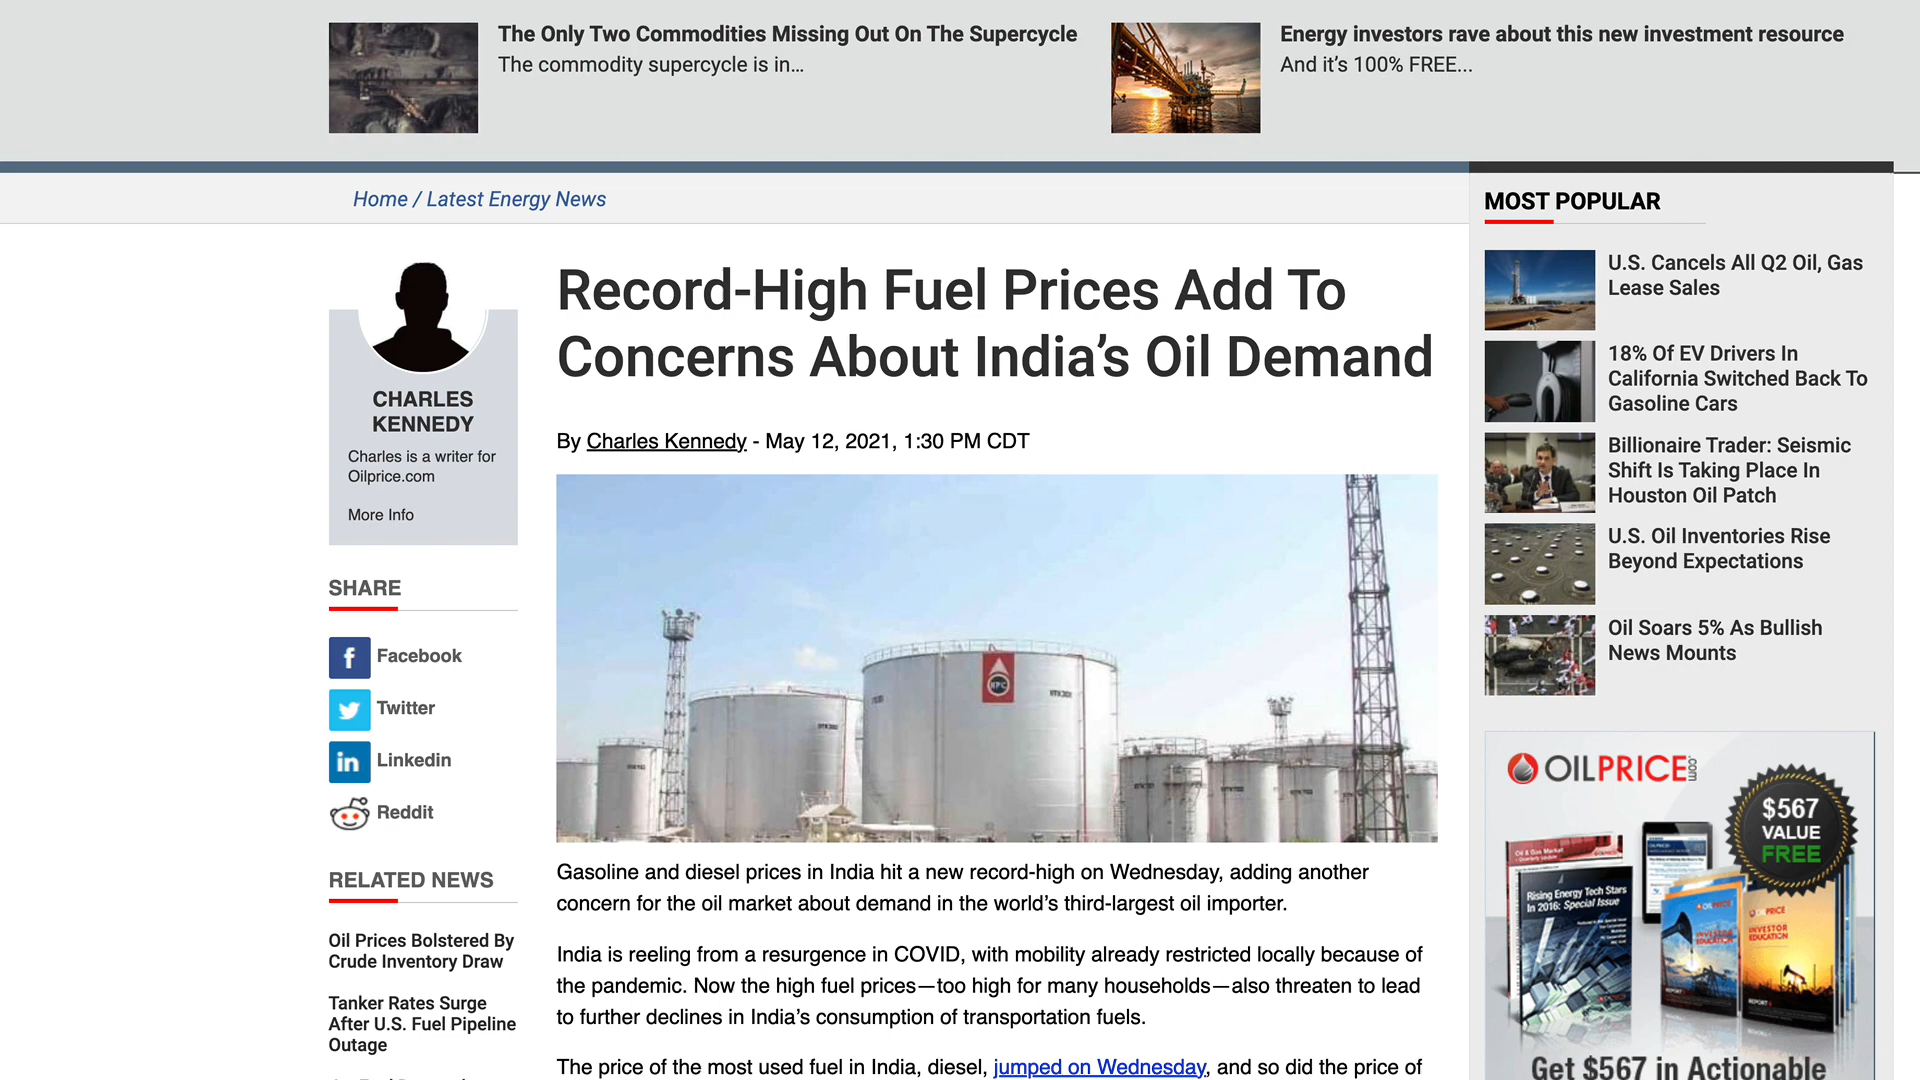 The Only Two Commodities Missing Out On The Supercycle
The commodity supercycle is in...
Energy investors rave about this new investment resource
And it’s 100% FREE...
Home / Latest Energy News
CHARLES
KENNEDY
Charles is a writer for
Oilprice.com
More Info
SHARE
Facebook
Twitter
Linkedin
Reddit
RELATED NEWS
Oil Prices Bolstered By
Crude Inventory Draw
Tanker Rates Surge
After U.S. Fuel Pipeline
Outage
Record-High Fuel Prices Add To
Concerns About India’s Oil Demand
By Charles Kennedy - May 12, 2021, 1:30 PM CDT
Gasoline and diesel prices in India hit a new record-high on Wednesday, adding another
concern for the oil market about demand in the world’s third-largest oil importer.
India is reeling from a resurgence in COVID, with mobility already restricted locally because of
the pandemic. Now the high fuel prices—too high for many households—also threaten to lead
to further declines in India’s consumption of transportation fuels.
The price of the most used fuel in India, diesel, jumped on Wednesday, and so did the price of
MOST POPULAR
U.S. Cancels All Q2 Oil, Gas
Lease Sales
18% Of EV Drivers In
California Switched Back To
Gasoline Cars
Billionaire Trader: Seismic
Shift Is Taking Place In
Houston Oil Patch
U.S. Oil Inventories Rise
Beyond Expectations
Oil Soars 5% As Bullish
News Mounts
OILPRICE.com
$567
VALUE
FREE
Oil & Gas Market
Rising Energy Tech Stars
In 2016: Special Issue
OILPRICE
INVESTOR
EDUCATION
INVESTOR
EDUCATION
Get $567 in Actionable